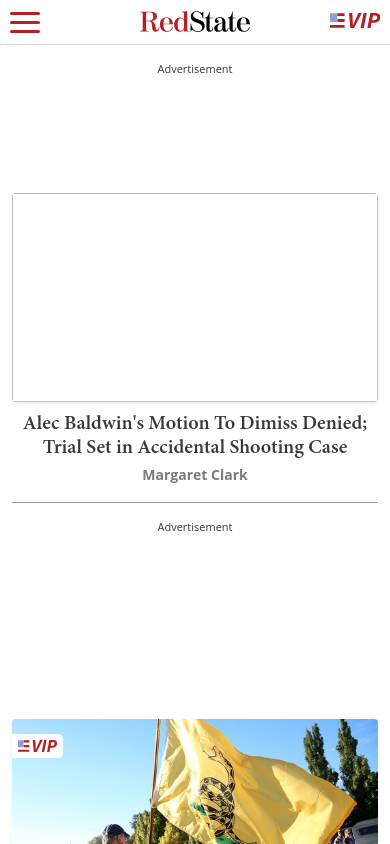 RedState
VIP
Advertisement
Alec Baldwin's Motion To Dimiss Denied;
Trial Set in Accidental Shooting Case
Margaret Clark
Advertisement
VIP